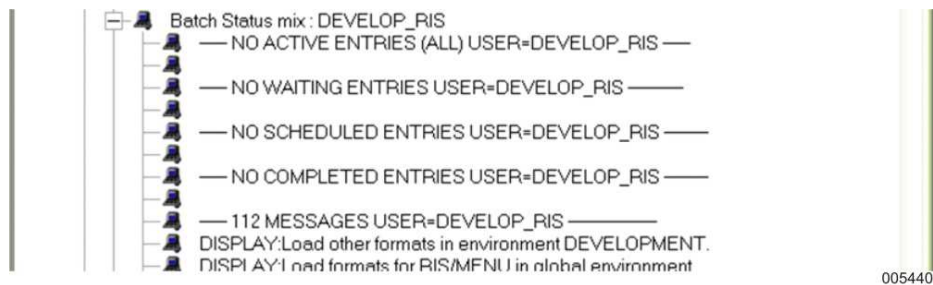 Batch Status mix : DEVELOP_RIS
—— NO ACTIVE ENTRIES (ALL) USER=DEVELOP_RIS ——
—— NO WAITING ENTRIES USER=DEVELOP_RIS ——
—— NO SCHEDULED ENTRIES USER=DEVELOP_RIS ——
—— NO COMPLETED ENTRIES USER=DEVELOP_RIS ——
—— 112 MESSAGES USER=DEVELOP_RIS ——
DISPLAY:Load other formats in environment DEVELOPMENT.
DISPLAY:Load formats for RIS/MENU in global environment
005440